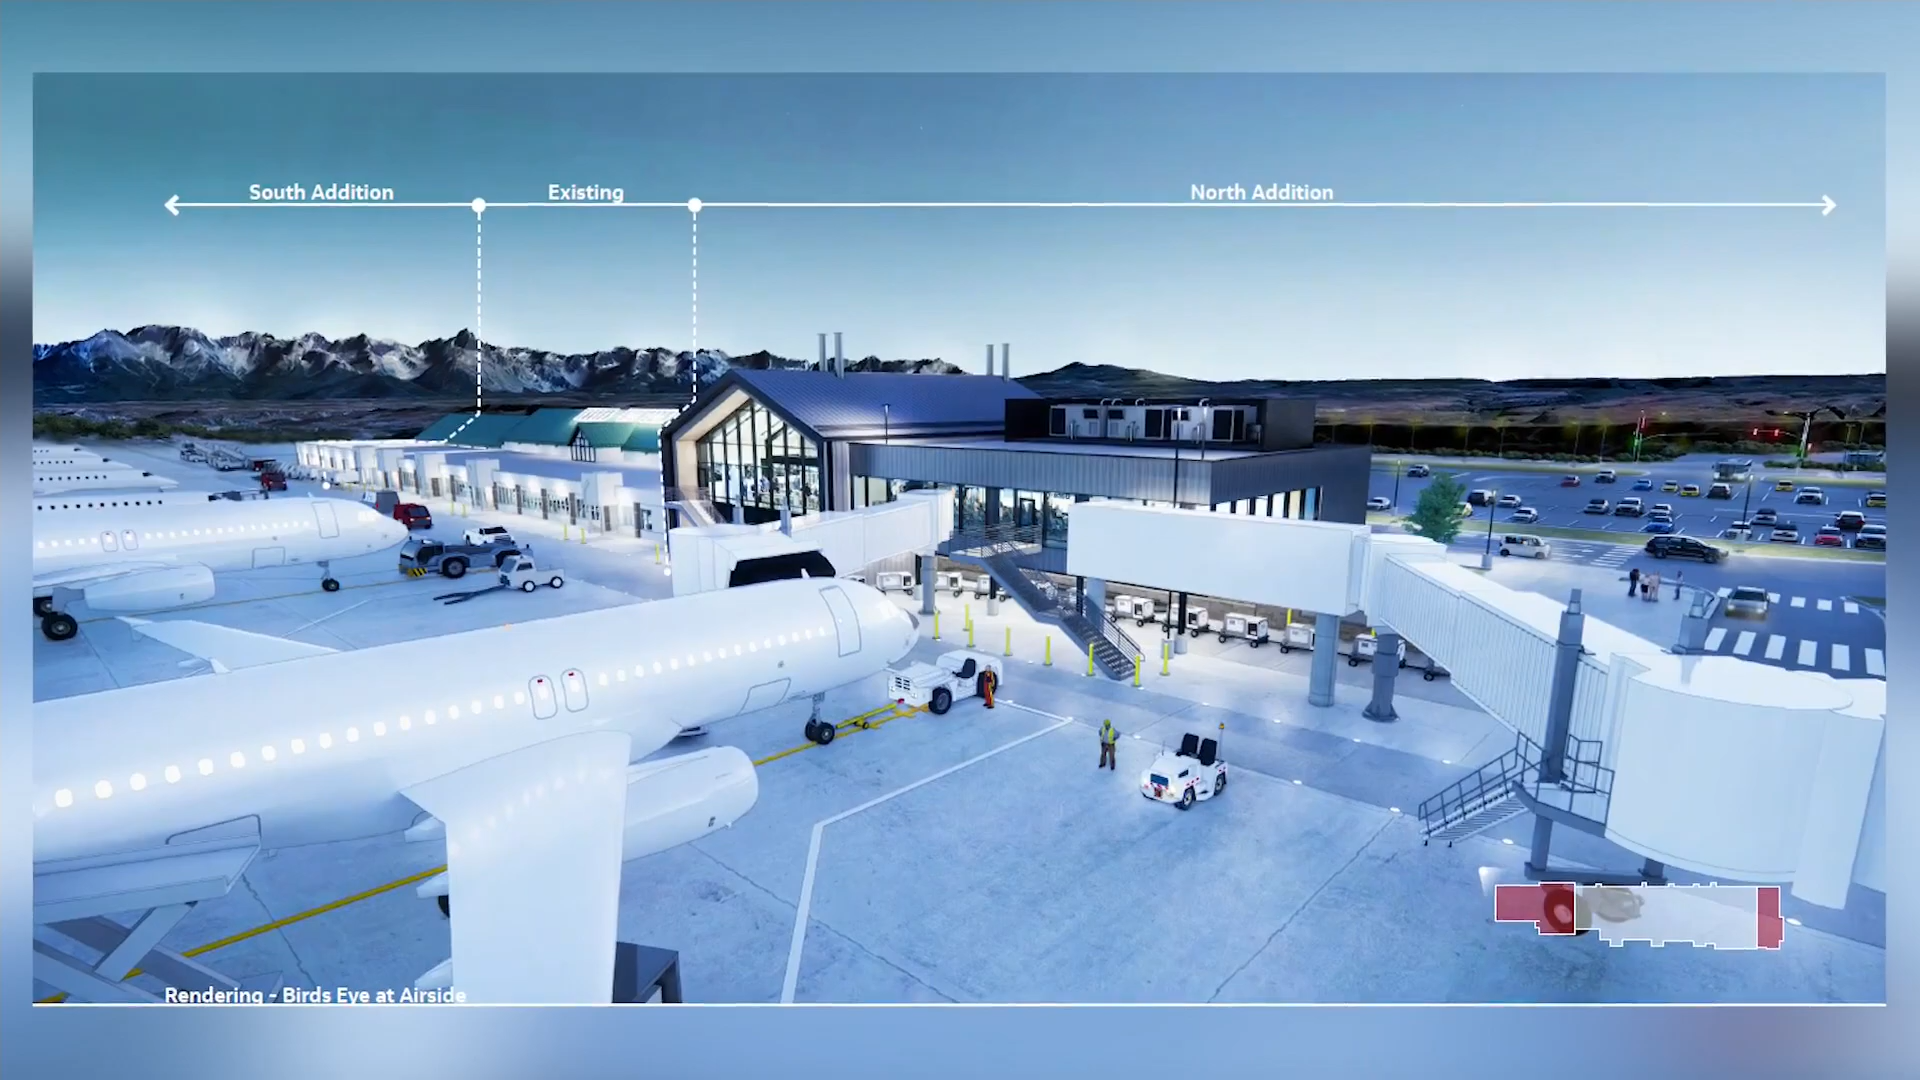 South Addition
Existing
North Addition
Rendering - Birds Eye at Airside